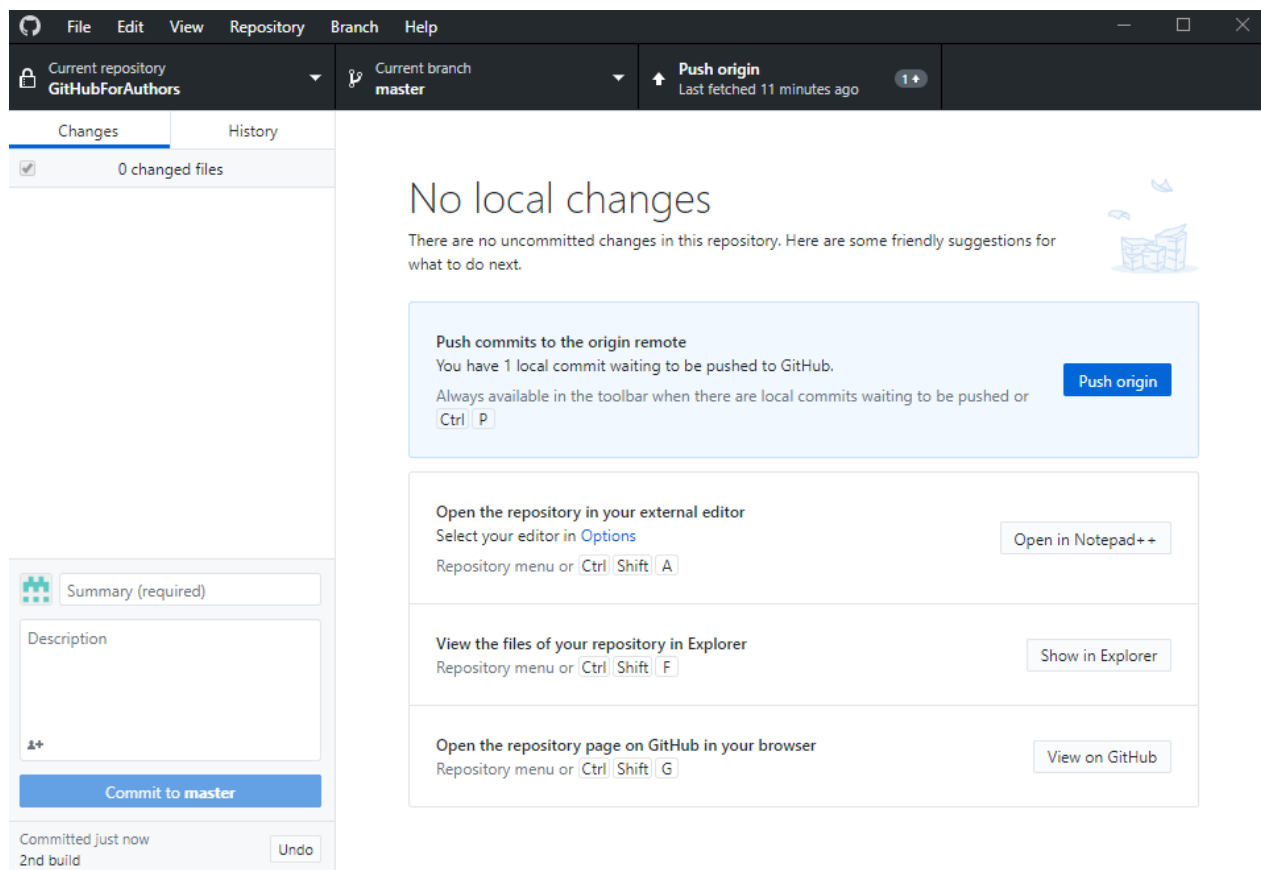 File Edit View Repository Branch Help
Current repository
GitHubForAuthors
Current branch
master
Push origin
Last fetched 11 minutes ago
1
Changes History
0 changed files
No local changes
There are no uncommitted changes in this repository. Here are some friendly suggestions for
what to do next.
Push commits to the origin remote
You have 1 local commit waiting to be pushed to GitHub.
Always available in the toolbar when there are local commits waiting to be pushed or
Ctrl P
Push origin
Open the repository in your external editor
Select your editor in Options
Repository menu or Ctrl Shift A
Open in Notepad++
View the files of your repository in Explorer
Repository menu or Ctrl Shift F
Show in Explorer
Open the repository page on GitHub in your browser
Repository menu or Ctrl Shift G
View on GitHub
Summary (required)
Description
Commit to master
Committed just now
2nd build
Undo